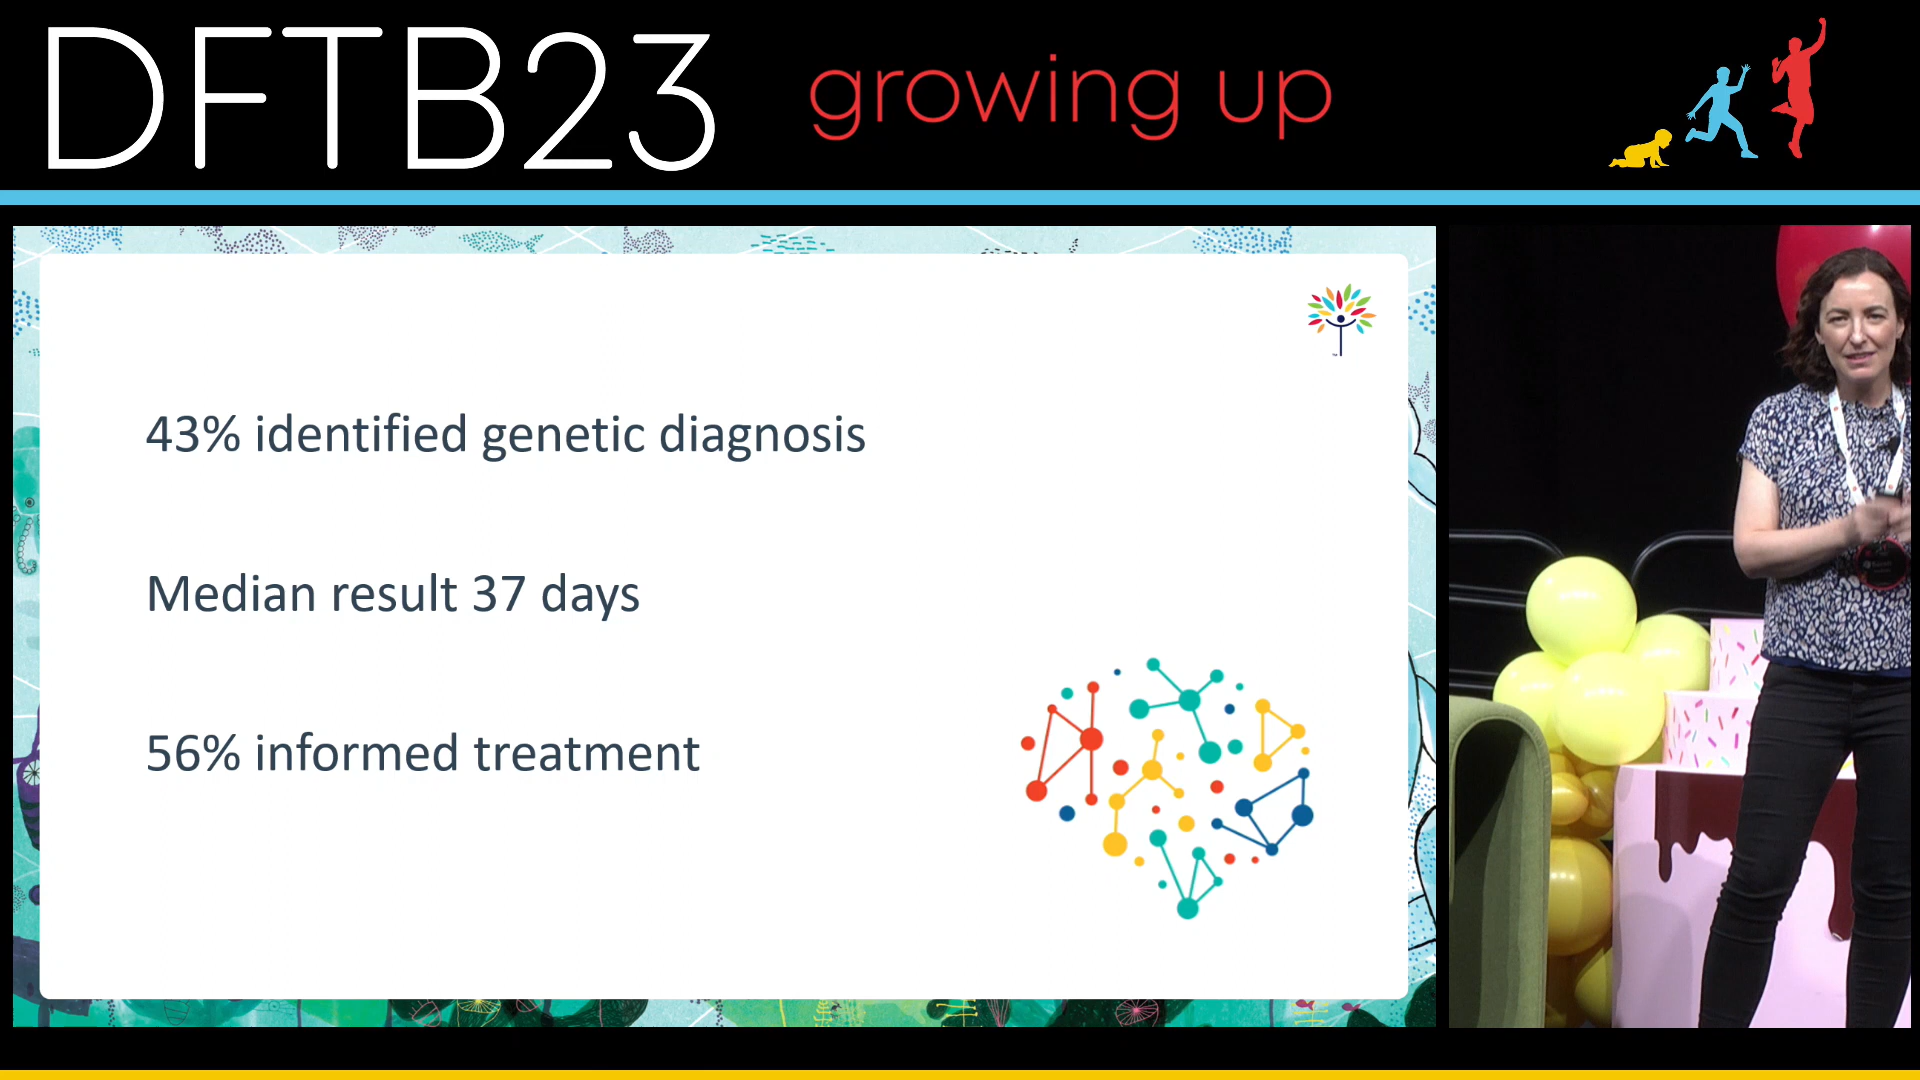 DFTB23 growing up
43% identified genetic diagnosis
Median result 37 days
56% informed treatment